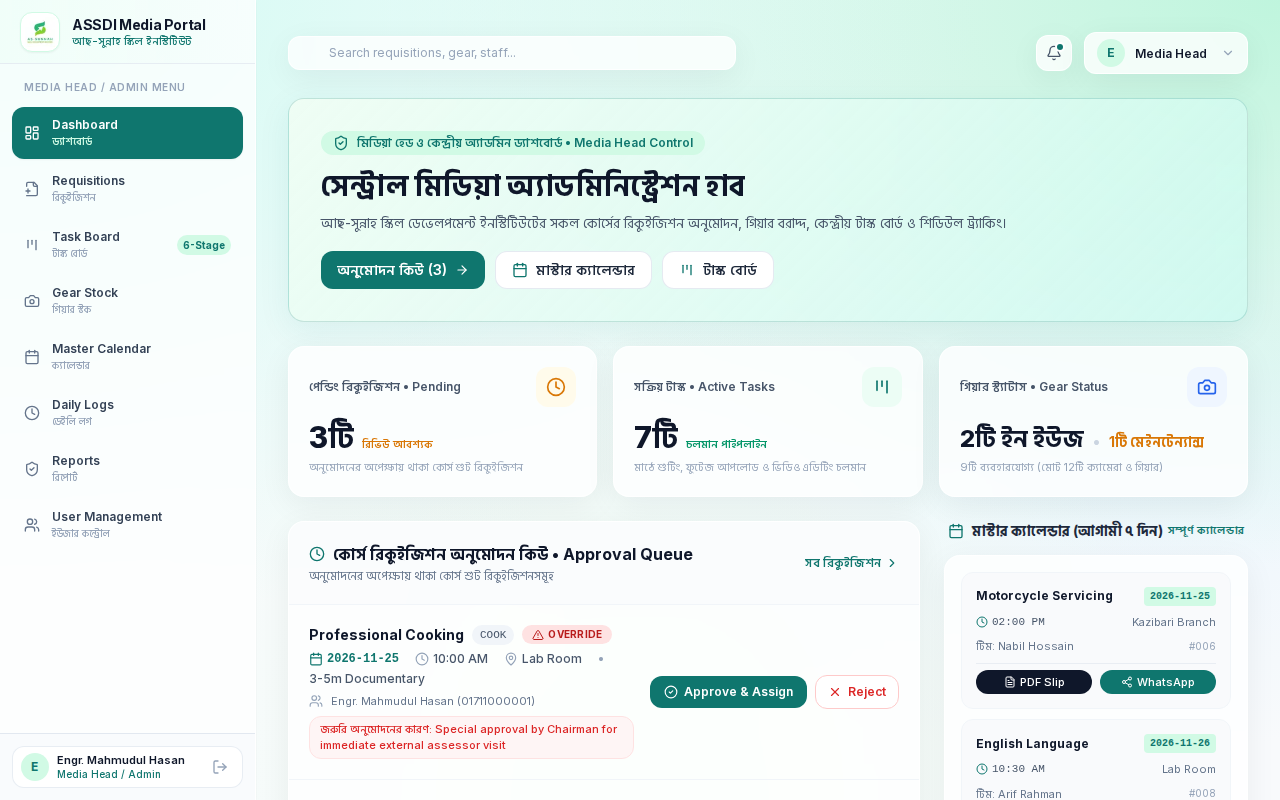 ASSDI Media Portal
আছ-সুন্নাহ স্কিল ইনস্টিটিউট
MEDIA HEAD / ADMIN MENU
Dashboard
ড্যাশবোর্ড
Requisitions
রিকুইজিশন
Task Board
টাস্ক বোর্ড
6-Stage
Gear Stock
গিয়ার স্টক
Master Calendar
ক্যালেন্ডার
Daily Logs
ডেইলি লগ
Reports
রিপোর্ট
User Management
ইউজার কন্ট্রোল
E
Engr. Mahmudul Hasan
Media Head / Admin
Search requisitions, gear, staff...
E
Media Head
মিডিয়া হেড ও কেন্দ্রীয় অ্যাডমিন ড্যাশবোর্ড • Media Head Control
সেন্ট্রাল মিডিয়া অ্যাডমিনিস্ট্রেশন হাব
আছ-সুন্নাহ স্কিল ডেভেলপমেন্ট ইনস্টিটিউটের সকল কোর্সের রিকুইজিশন অনুমোদন, গিয়ার বরাদ্দ, কেন্দ্রীয় টাস্ক বোর্ড ও শিডিউল ট্র্যাকিং।
অনুমোদন কিউ (3)
মাস্টার ক্যালেন্ডার
টাস্ক বোর্ড
পেন্ডিং রিকুইজিশন • Pending
3টি রিভিউ আবশ্যক
অনুমোদনের অপেক্ষায় থাকা কোর্স শুট রিকুইজিশন
সক্রিয় টাস্ক • Active Tasks
7টি চলমান পাইপলাইন
মাঠে শুটিং, ফুটেজ আপলোড ও ভিডিও এডিটিং চলমান
গিয়ার স্ট্যাটাস • Gear Status
2টি ইন ইউজ • 1টি মেইনটেন্যান্স
9টি ব্যবহারযোগ্য (মোট 12টি ক্যামেরা ও গিয়ার)
কোর্স রিকুইজিশন অনুমোদন কিউ • Approval Queue
অনুমোদনের অপেক্ষায় থাকা কোর্স শুট রিকুইজিশনসমূহ
সব রিকুইজিশন
Professional Cooking COOK OVERRIDE
2026-11-25 10:00 AM Lab Room •
3-5m Documentary
Engr. Mahmudul Hasan (01711000001)
জরুরি অনুমোদনের কারণ: Special approval by Chairman for
immediate external assessor visit
Approve & Assign
Reject
মাস্টার ক্যালেন্ডার (আগামী ৭ দিন) সম্পূর্ণ ক্যালেন্ডার
Motorcycle Servicing 2026-11-25
02:00 PM Kazibari Branch
টিম: Nabil Hossain #006
PDF Slip WhatsApp
English Language 2026-11-26
10:30 AM Lab Room
টিম: Arif Rahman #008